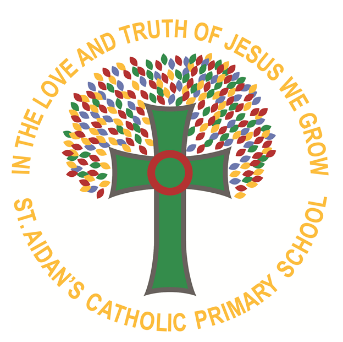 IN THE LOVE AND TRUTH OF JESUS WE GROW
ST. AIDAN'S CATHOLIC PRIMARY SCHOOL